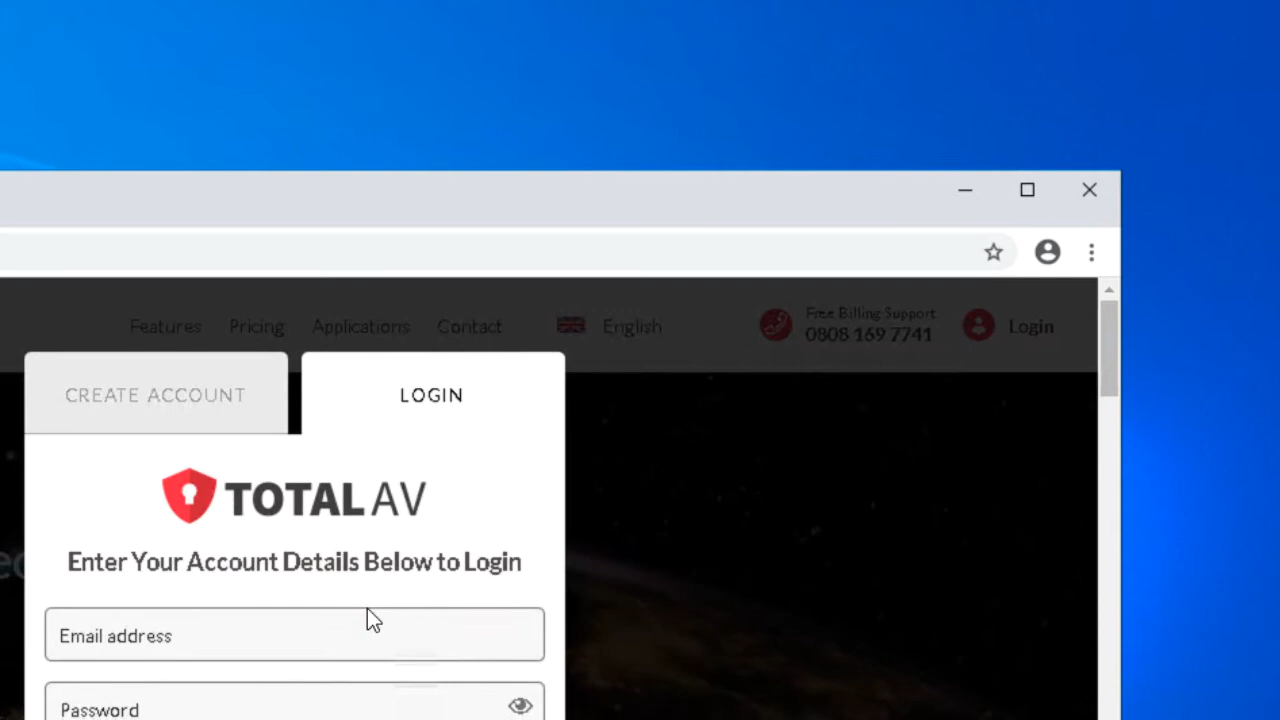 Features Pricing Applications Contact English Free Billing Support
0808 169 7741 Login
CREATE ACCOUNT LOGIN
TOTAL AV
Enter Your Account Details Below to Login
Email address
Password